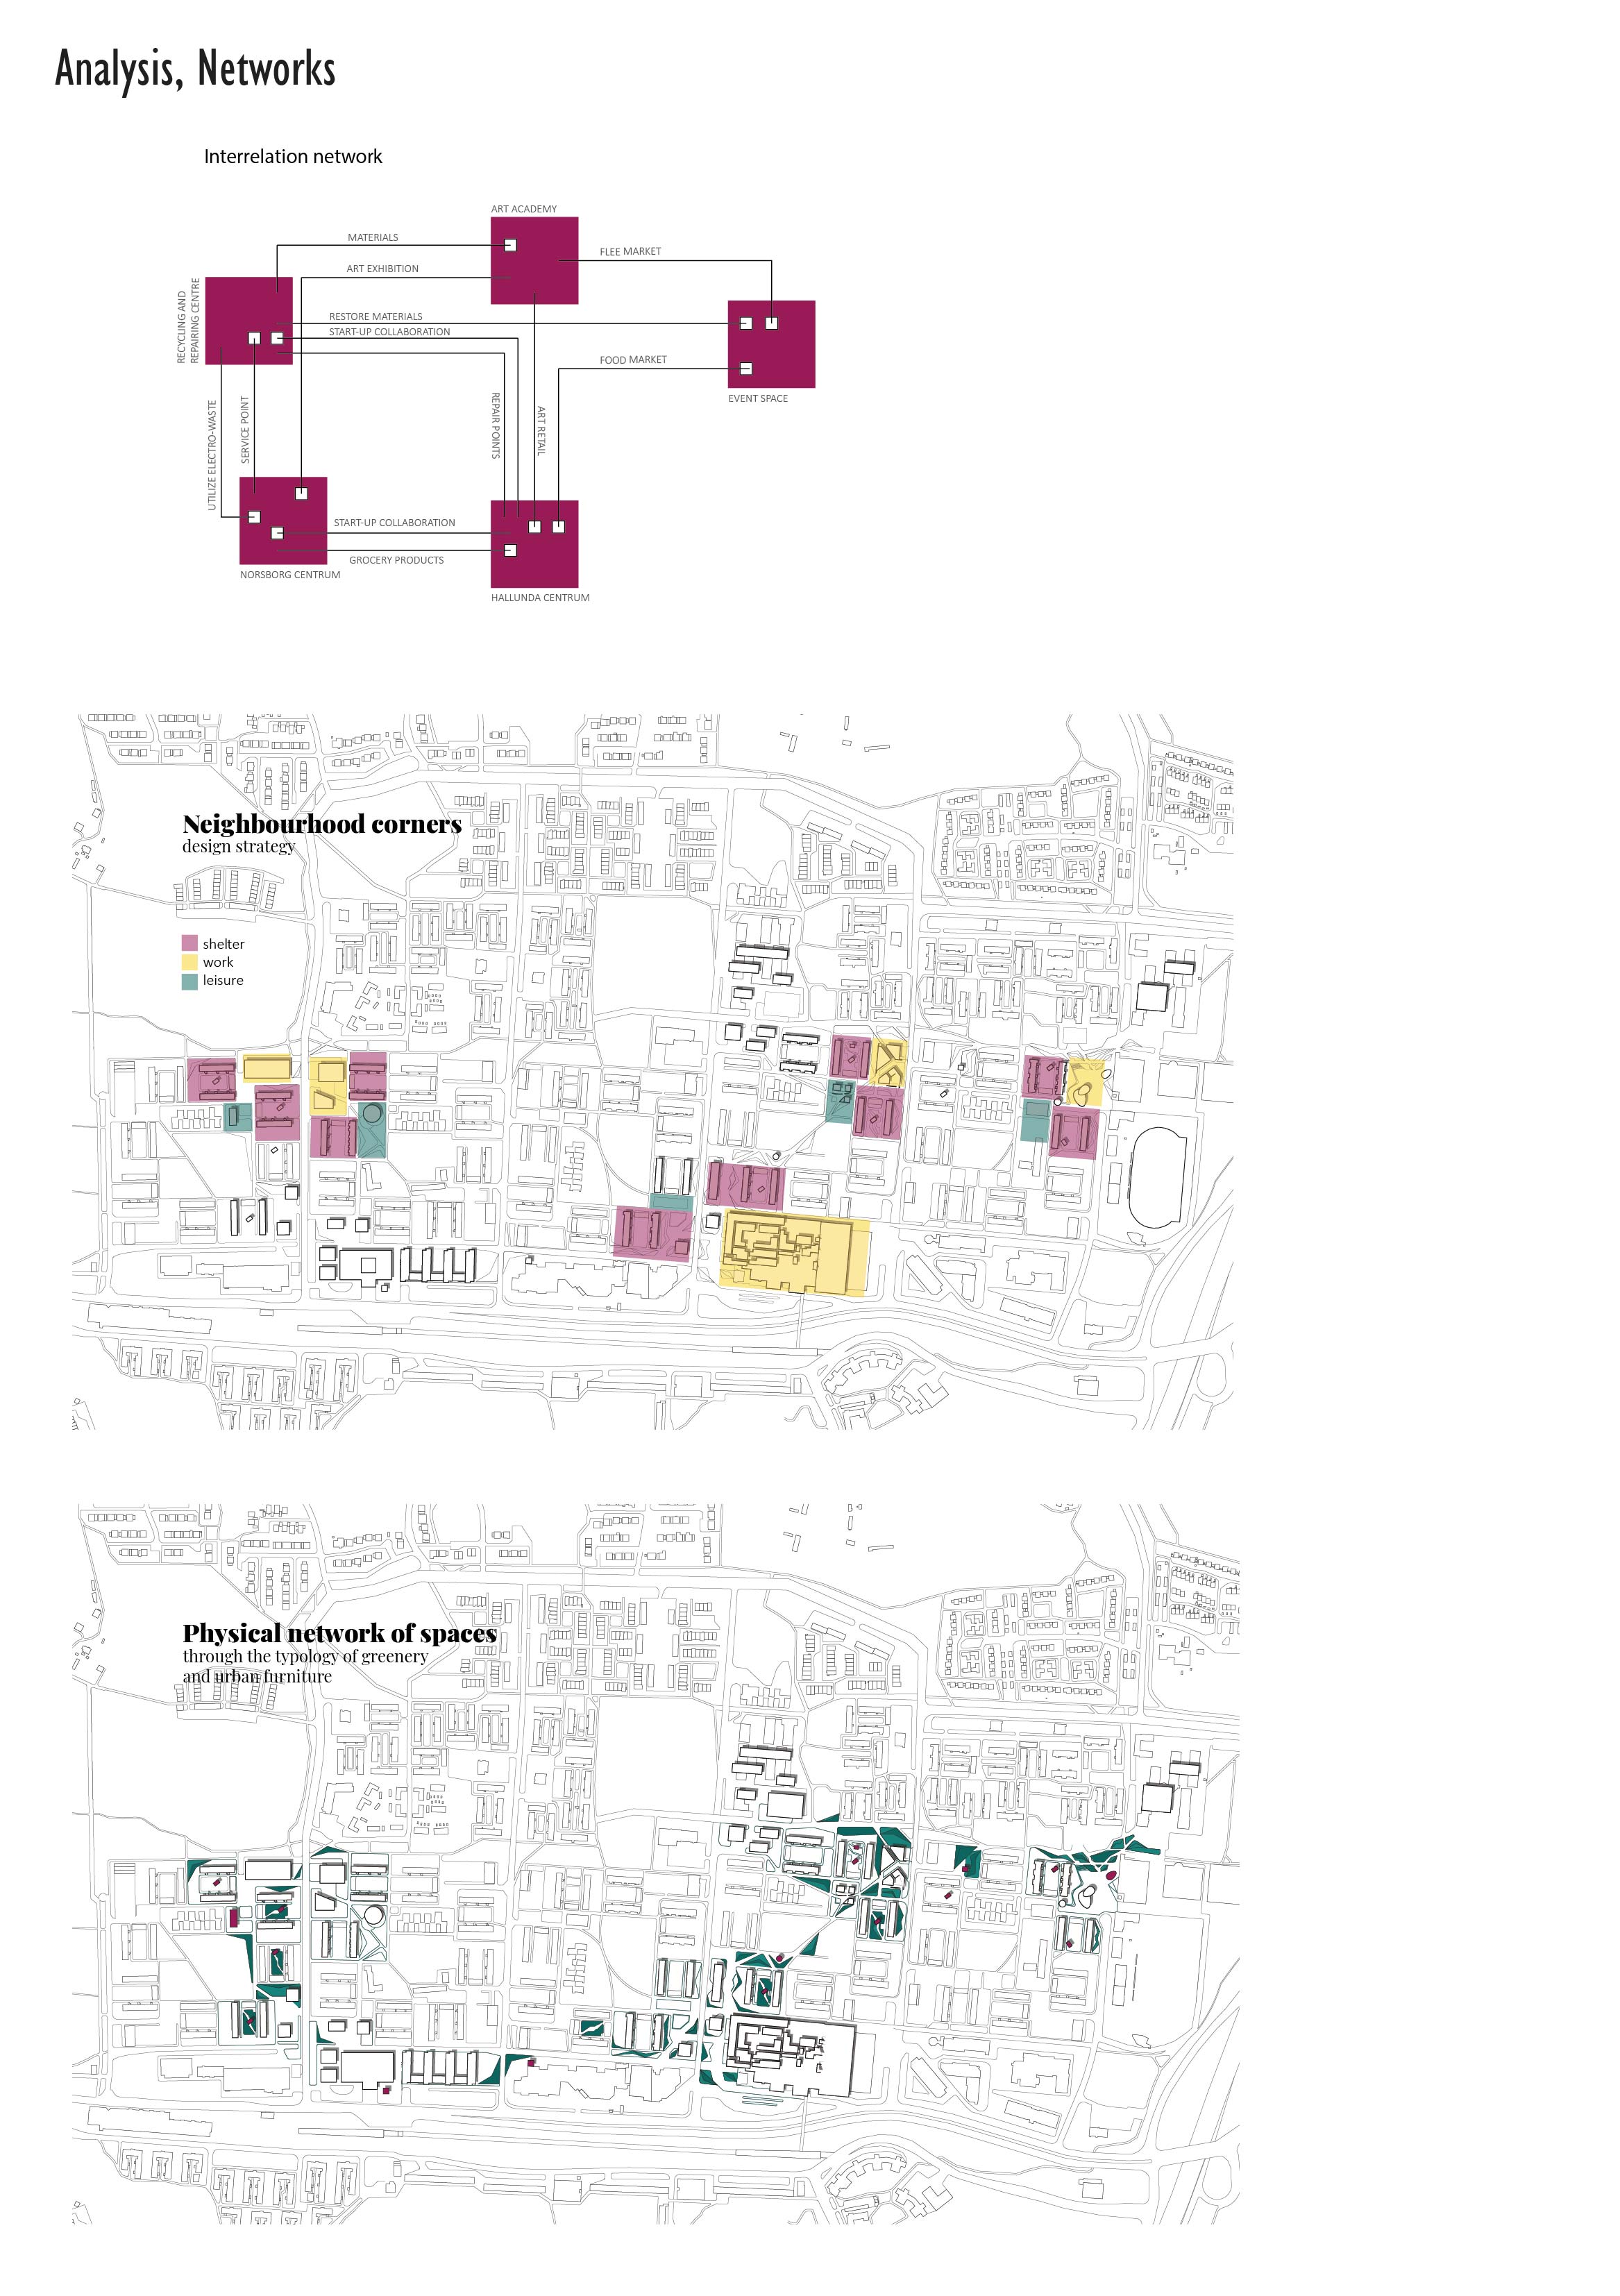 Analysis, Networks
Interrelation network
ART ACADEMY
MATERIALS
FLEE MARKET
ART EXHIBITION
RECYCLING AND
REPAIRING CENTRE
RESTORE MATERIALS
START-UP COLLABORATION
FOOD MARKET
EVENT SPACE
UTILIZE ELECTRO-WASTE
SERVICE POINT
REPAIR POINTS
ART RETAIL
START-UP COLLABORATION
GROCERY PRODUCTS
NORSBORG CENTRUM
HALLUNDA CENTRUM
Neighbourhood corners
design strategy
shelter
work
leisure
Physical network of spaces
through the typology of greenery
and urban furniture